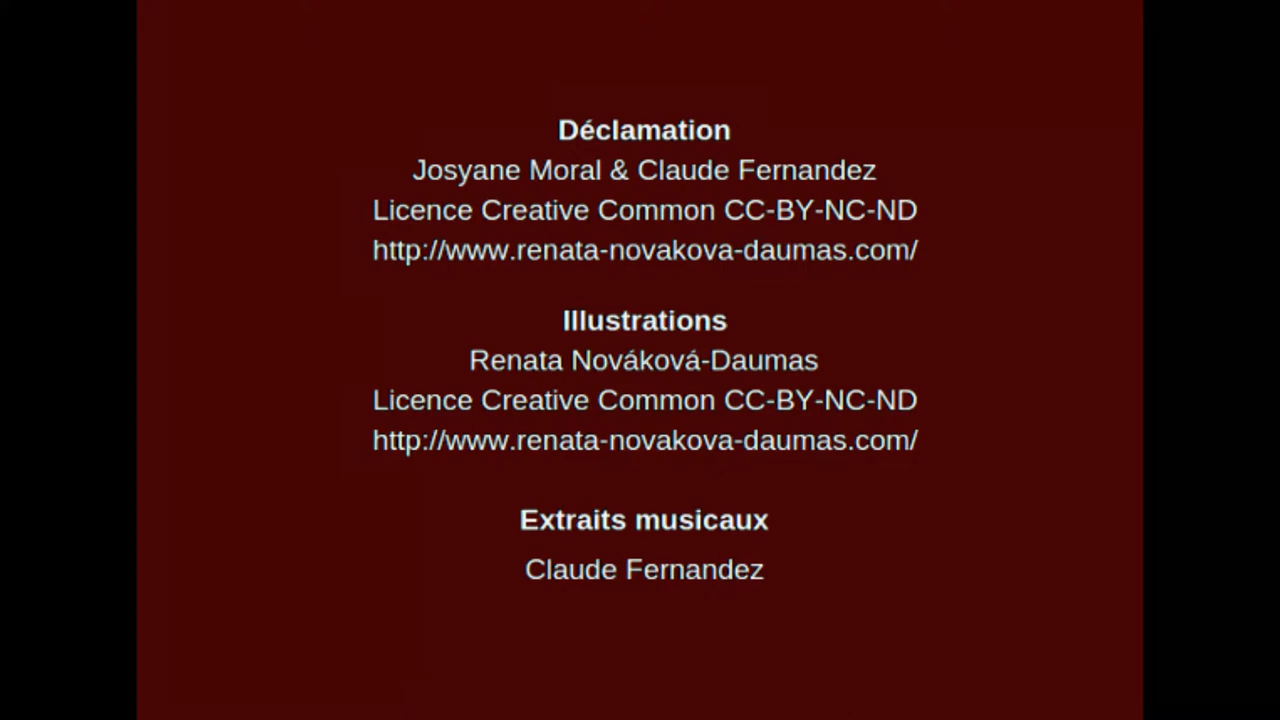 Déclamation
Josyane Moral & Claude Fernandez
Licence Creative Common CC-BY-NC-ND
http://www.renata-novakova-daumas.com/
Illustrations
Renata Nováková-Daumas
Licence Creative Common CC-BY-NC-ND
http://www.renata-novakova-daumas.com/
Extraits musicaux
Claude Fernandez